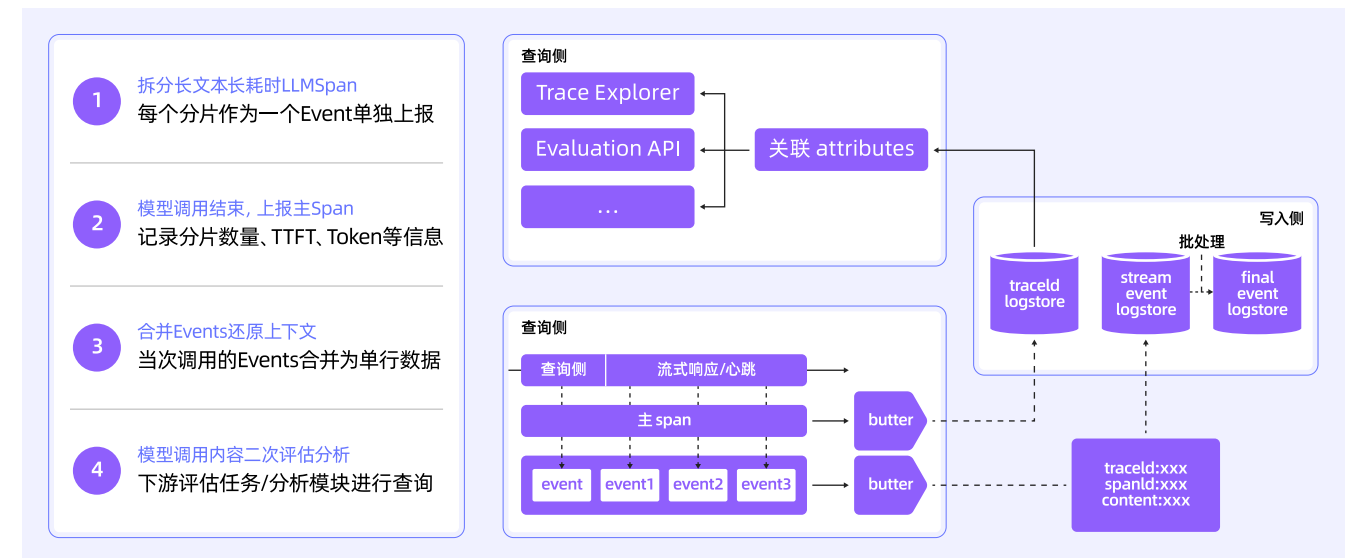 1
拆分长文本长耗时LLMSpan
每个分片作为一个Event单独上报
2
模型调用结束, 上报主Span
记录分片数量、TTFT、Token等信息
3
合并Events还原上下文
当次调用的Events合并为单行数据
4
模型调用内容二次评估分析
下游评估任务/分析模块进行查询
查询侧
Trace Explorer
Evaluation API
...
关联 attributes
查询侧
查询侧
流式响应/心跳
主 span
event
event1
event2
event3
butter
butter
写入侧
批处理
traceId
logstore
stream
event
logstore
final
event
logstore
traceId:xxx
spanId:xxx
content:xxx